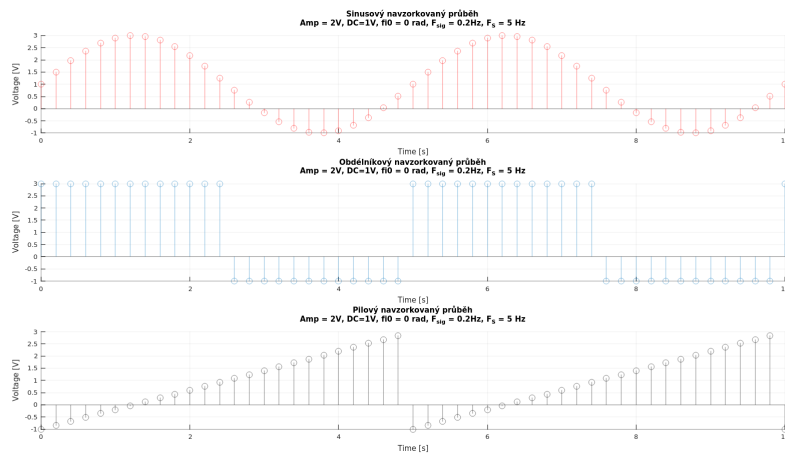 Sinusový navzorkovaný průběh
Amp = 2V, DC=1V, fi0 = 0 rad, Fsig = 0.2Hz, FS = 5 Hz
3
2.5
2
1.5
1
0.5
0
-0.5
-1
Voltage [V]
0 2 4 6 8 1
Time [s]
Obdélníkový navzorkovaný průběh
Amp = 2V, DC=1V, fi0 = 0 rad, Fsig = 0.2Hz, FS = 5 Hz
3
2.5
2
1.5
1
0.5
0
-0.5
-1
Voltage [V]
0 2 4 6 8 1
Time [s]
Pilový navzorkovaný průběh
Amp = 2V, DC=1V, fi0 = 0 rad, Fsig = 0.2Hz, FS = 5 Hz
3
2.5
2
1.5
1
0.5
0
-0.5
-1
Voltage [V]
0 2 4 6 8 1
Time [s]